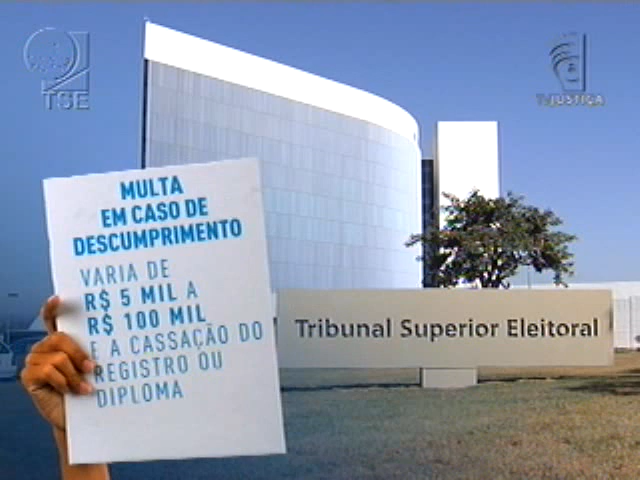 TSE
TV JUSTIÇA
MULTA
EM CASO DE
DESCUMPRIMENTO
VARIA DE
R$ 5 MIL A
R$ 100 MIL
E A CASSAÇÃO DO
REGISTRO OU
DIPLOMA
Tribunal Superior Eleitoral